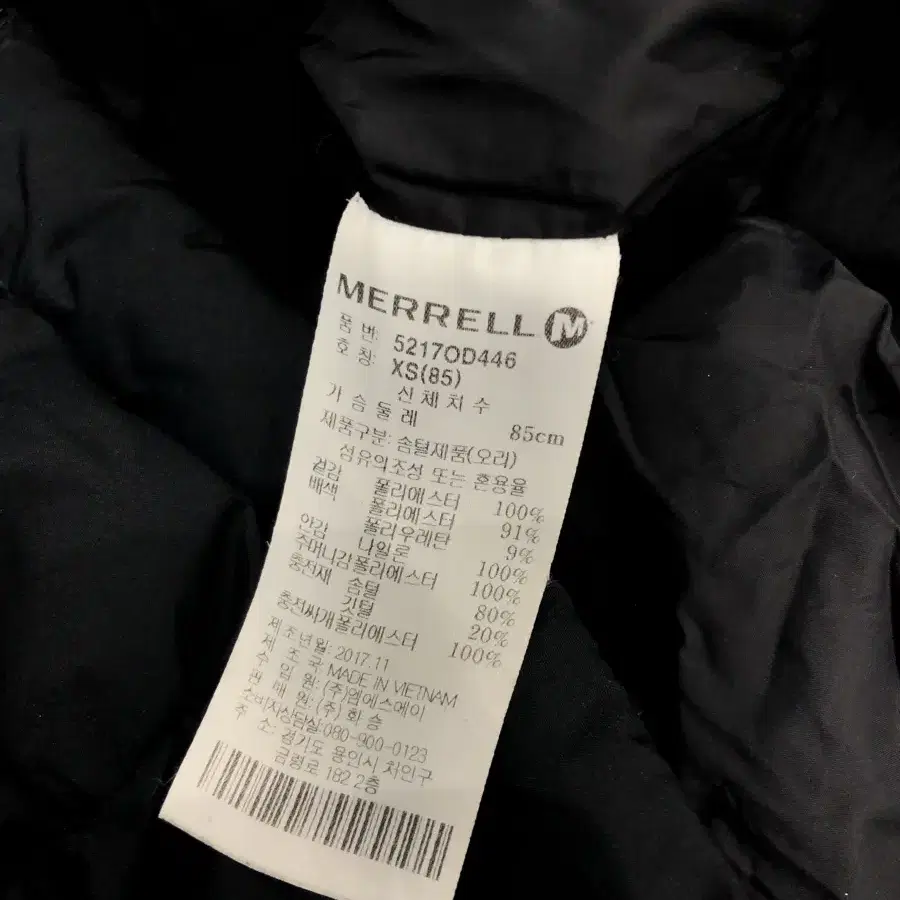 MERRELL M
품 번: 5217OD446
호 칭: XS(85)
신체치수
가 슴 둘 레 85cm
제품구분: 솜털제품(오리)
섬유의조성 또는 혼용율
겉감 폴리에스터 100%
배색 폴리에스터 91%
폴리우레탄 9%
안감 나일론 100%
주머니감 폴리에스터 100%
충전재 솜털 80%
깃털 20%
충전싸개 폴리에스터 100%
제 조 년 월: 2017.11
제 조 국: MADE IN VIETNAM
수 입 원: (주)엠에스에이
판 매 원: (주) 화 승
소비자상담실: 080-900-0123
주 소: 경기도 용인시 처인구
금령로 182 2층